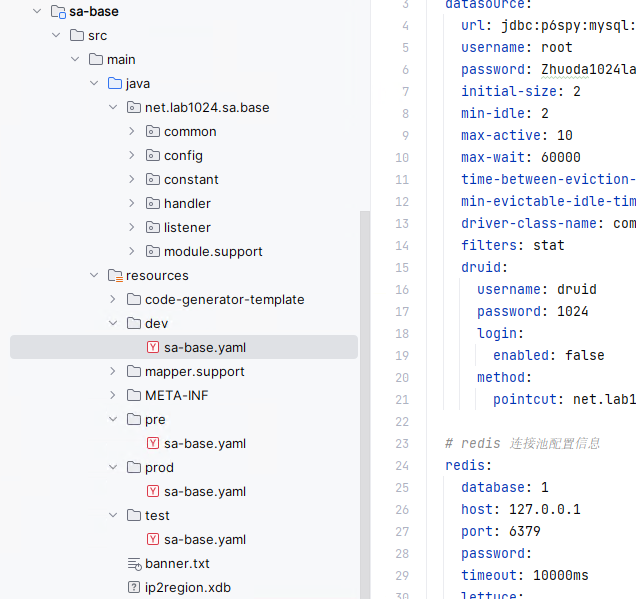 sa-base
src
main
java
net.lab1024.sa.base
common
config
constant
handler
listener
module.support
resources
code-generator-template
dev
sa-base.yaml
mapper.support
META-INF
pre
sa-base.yaml
prod
sa-base.yaml
test
sa-base.yaml
banner.txt
ip2region.xdb
3 datasource:
4 url: jdbc:p6spy:mysql:
5 username: root
6 password: Zhuoda1024la
7 initial-size: 2
8 min-idle: 2
9 max-active: 10
10 max-wait: 60000
11 time-between-eviction-
12 min-evictable-idle-tim
13 driver-class-name: com
14 filters: stat
15 druid:
16 username: druid
17 password: 1024
18 login:
19 enabled: false
20 method:
21 pointcut: net.lab1
22
23 # redis 连接池配置信息
24 redis:
25 database: 1
26 host: 127.0.0.1
27 port: 6379
28 password:
29 timeout: 10000ms
30 lettuce: